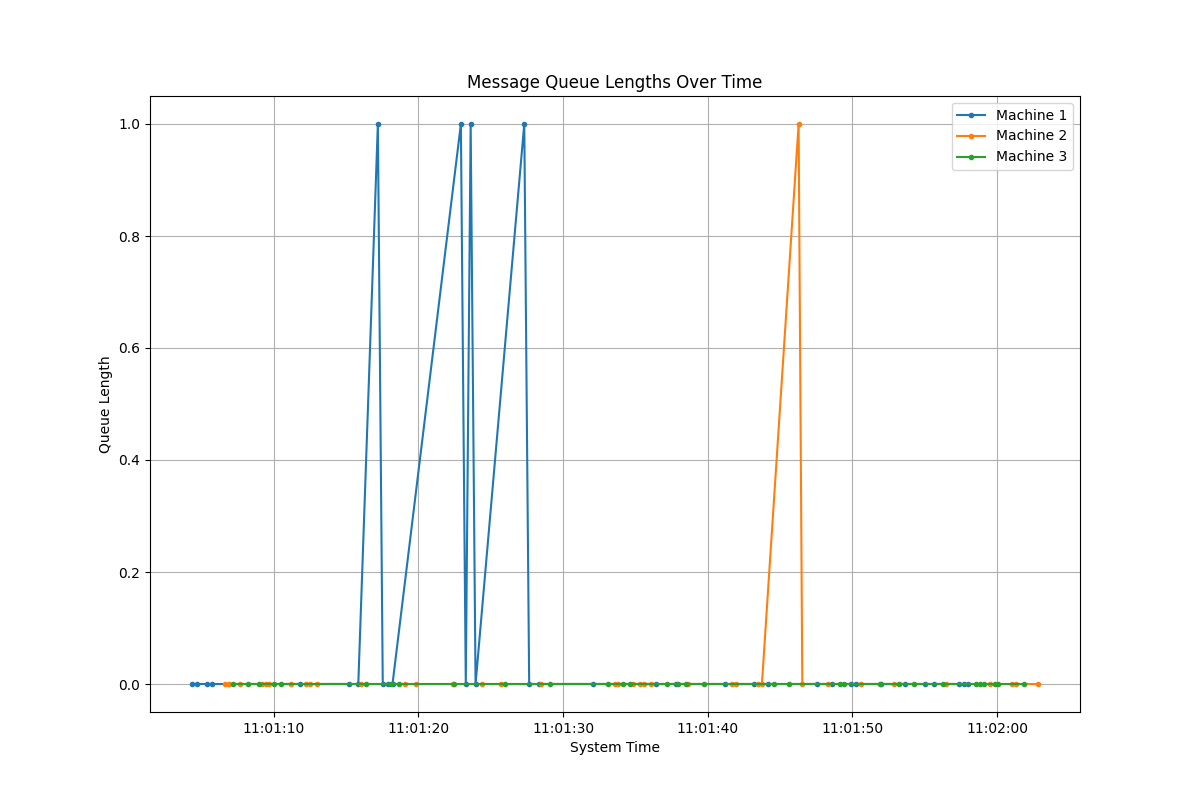 Message Queue Lengths Over Time
Machine 1
Machine 2
Machine 3
1.0
0.8
0.6
0.4
0.2
0.0
Queue Length
11:01:10
11:01:20
11:01:30
11:01:40
11:01:50
11:02:00
System Time